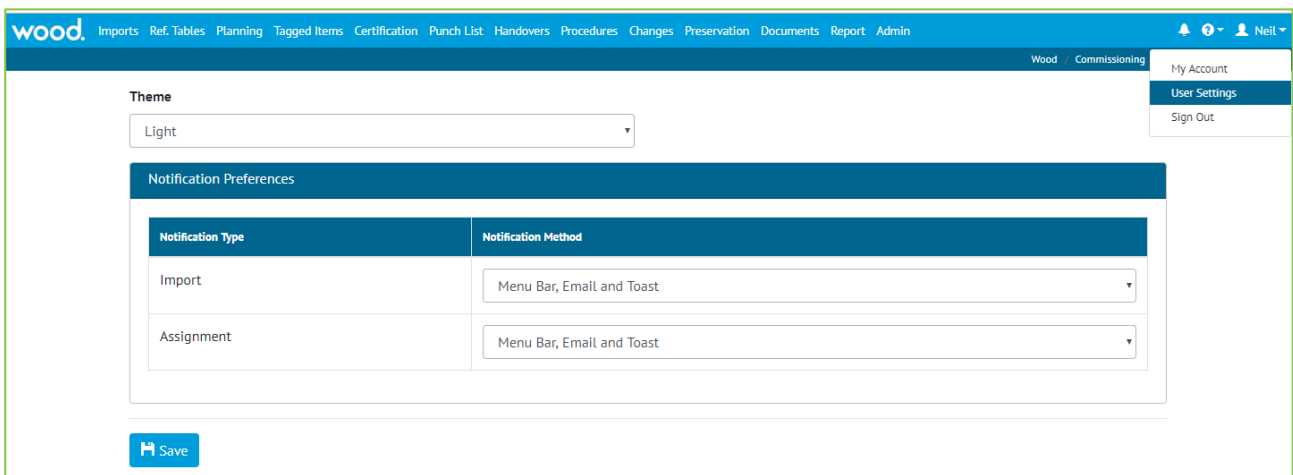 wood. Imports Ref. Tables Planning Tagged Items Certification Punch List Handovers Procedures Changes Preservation Documents Report Admin Neil
Wood / Commissioning
My Account
User Settings
Sign Out
Theme
Light
Notification Preferences
Notification Type Notification Method
Import Menu Bar, Email and Toast
Assignment Menu Bar, Email and Toast
Save